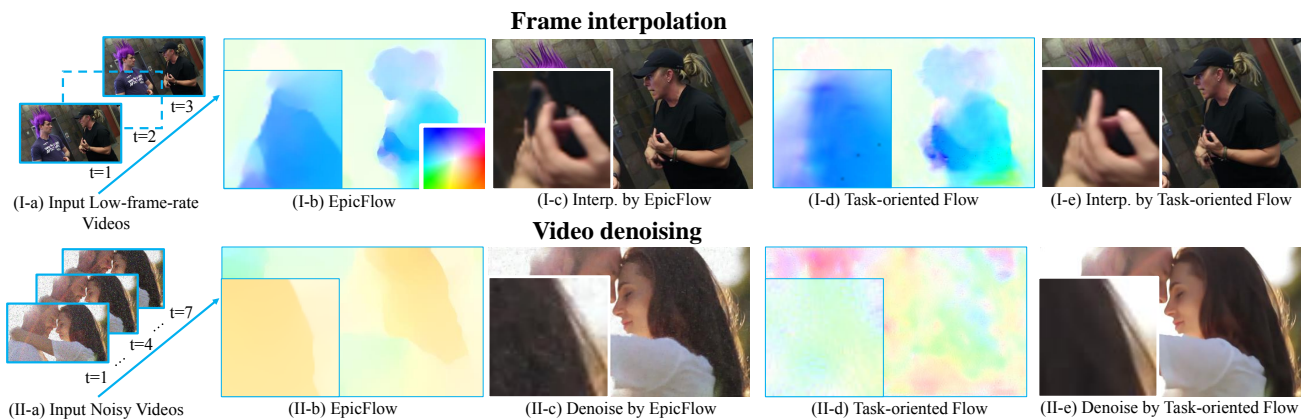 Frame interpolation
t=3
t=2
t=1
(I-a) Input Low-frame-rate
Videos
(I-b) EpicFlow
(I-c) Interp. by EpicFlow
(I-d) Task-oriented Flow
(I-e) Interp. by Task-oriented Flow
Video denoising
t=7
...
t=4
...
t=1
(II-a) Input Noisy Videos
(II-b) EpicFlow
(II-c) Denoise by EpicFlow
(II-d) Task-oriented Flow
(II-e) Denoise by Task-oriented Flow